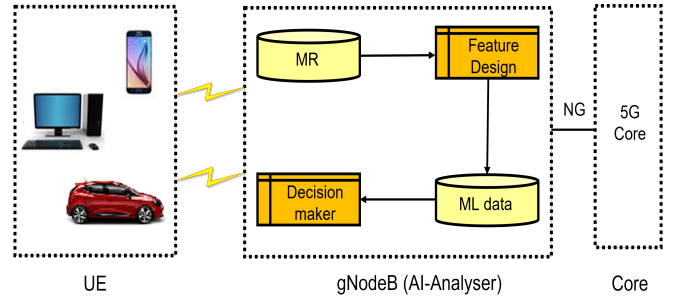 MR
Feature
Design
NG
5G
Core
Decision
maker
ML data
UE
gNodeB (AI-Analyser)
Core